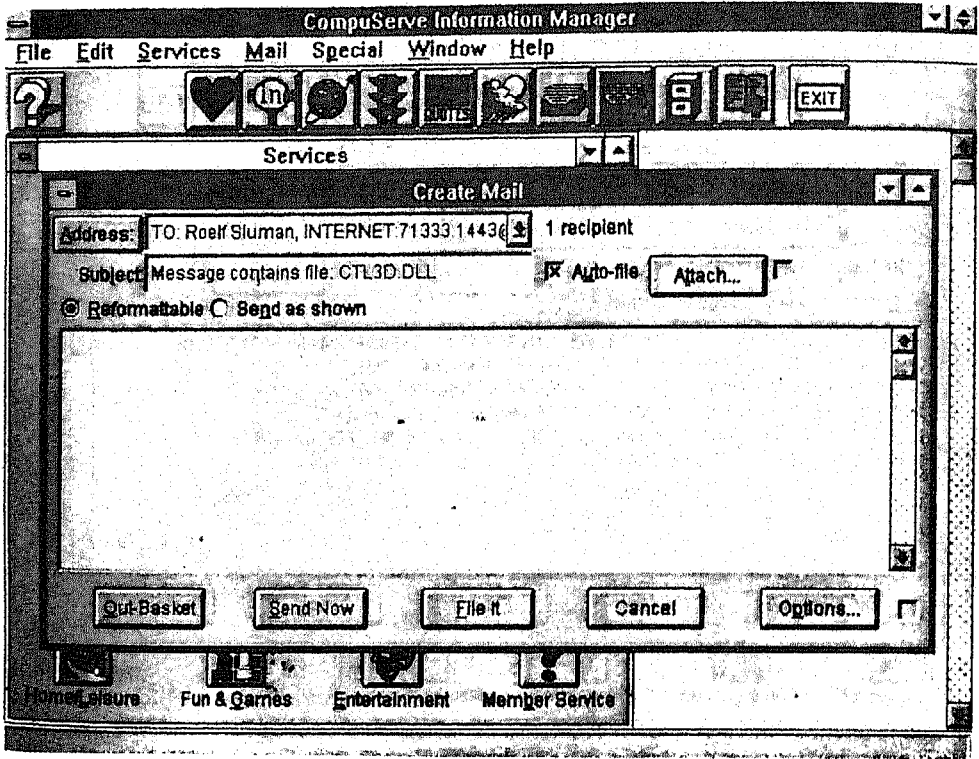 CompuServe Information Manager
File Edit Services Mail Special Window Help
In QUOTES EXIT
Services
Create Mail
Address: TO: Roelf Sluman, INTERNET:71333.1443@ 1 recipient
Subject: Message contains file: CTL3D.DLL Auto-file Attach...
Reformattable Send as shown
Out-Basket Send Now File It Cancel Options...
Home/Leisure Fun & Games Entertainment Member Service